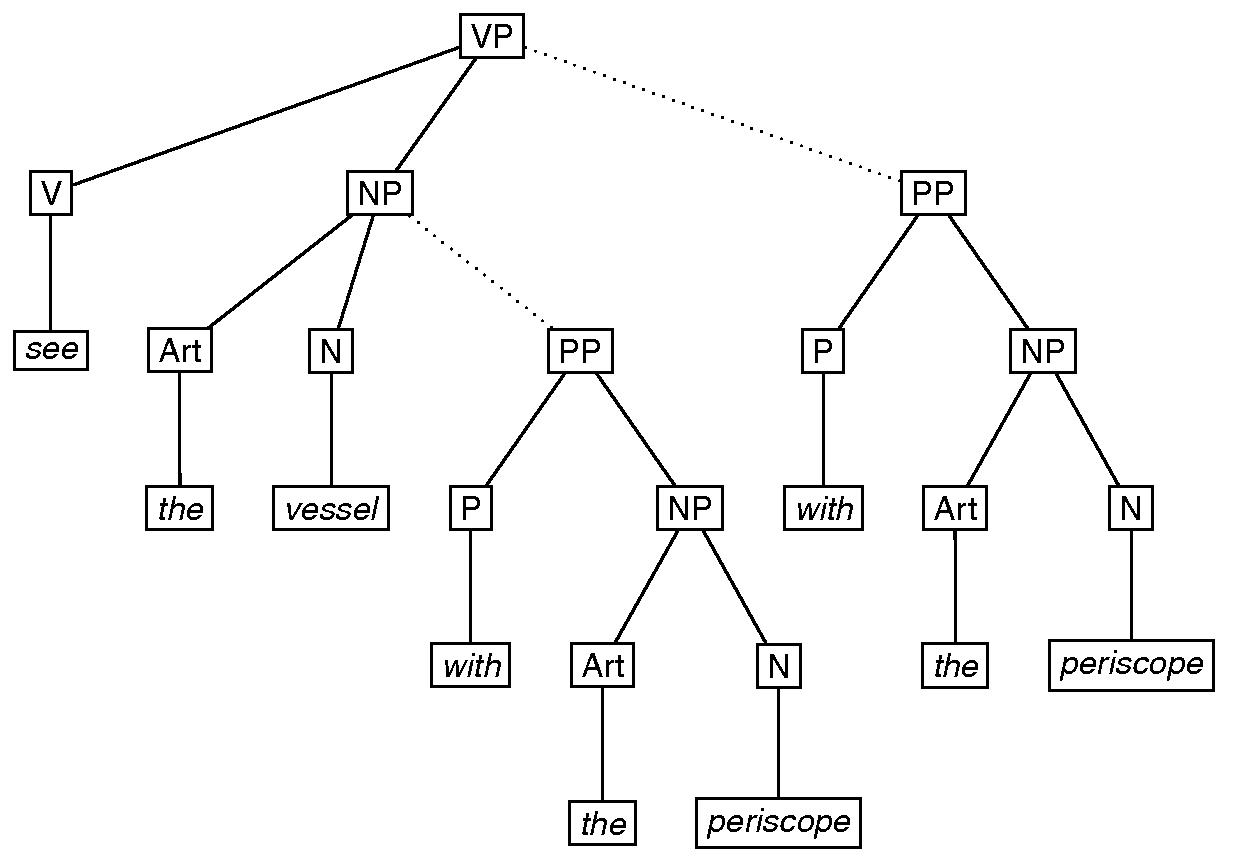 VP
V NP PP
see Art N PP P NP
the vessel P NP with Art N
with Art N the periscope
the periscope